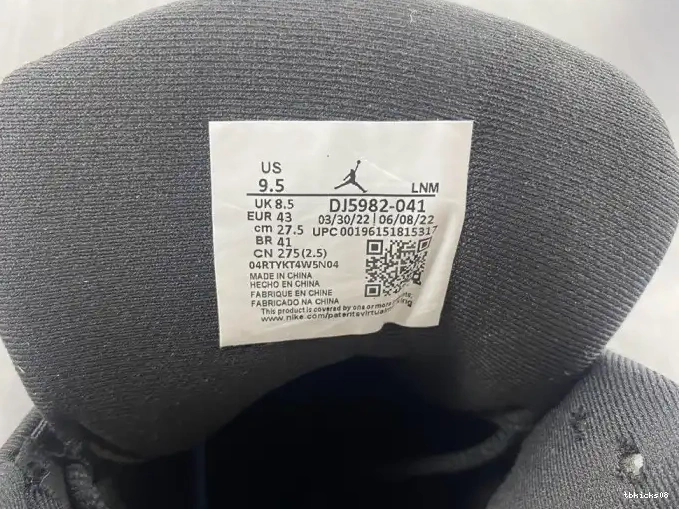 US
9.5
LNM
UK 8.5
DJ5982-041
EUR 43
03/30/22 | 06/08/22
cm 27.5
UPC 00196151815317
BR 41
CN 275(2.5)
04RTYKT4W5N04
MADE IN CHINA
HECHO EN CHINA
FABRIQUE EN CHINE
FABRICADO NA CHINA
This product is covered by one or more
www.nike.com/patents
tbkicks08